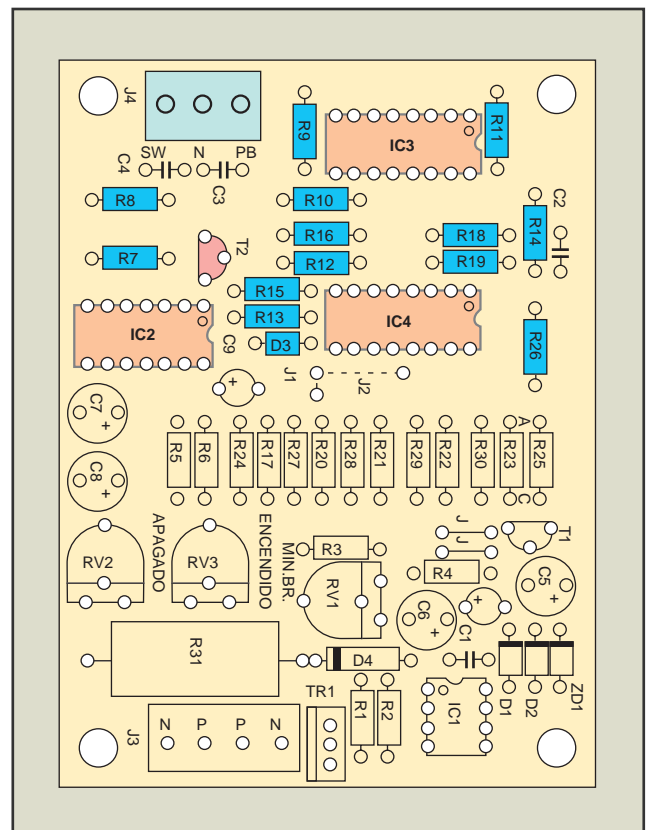 J4
SW N PB
C4
C3
R9
IC3
R11
R8
R10
C2
R7
T2
R16
R12
R18
R19
R14
R15
R13
D3
IC2
C9
IC4
R26
J1
J2
C7
+
+
C8
+
R5
R6
R24
R17
R27
R20
R28
R21
R29
R22
R30
R23
R25
A
C
RV2
APAGADO
RV3
ENCENDIDO
MIN.BR.
R3
RV1
J
J
T1
R4
C5
+
C6
+
+
C1
R31
D4
TR1
R1
R2
IC1
D1
D2
ZD1
J3
N P P N